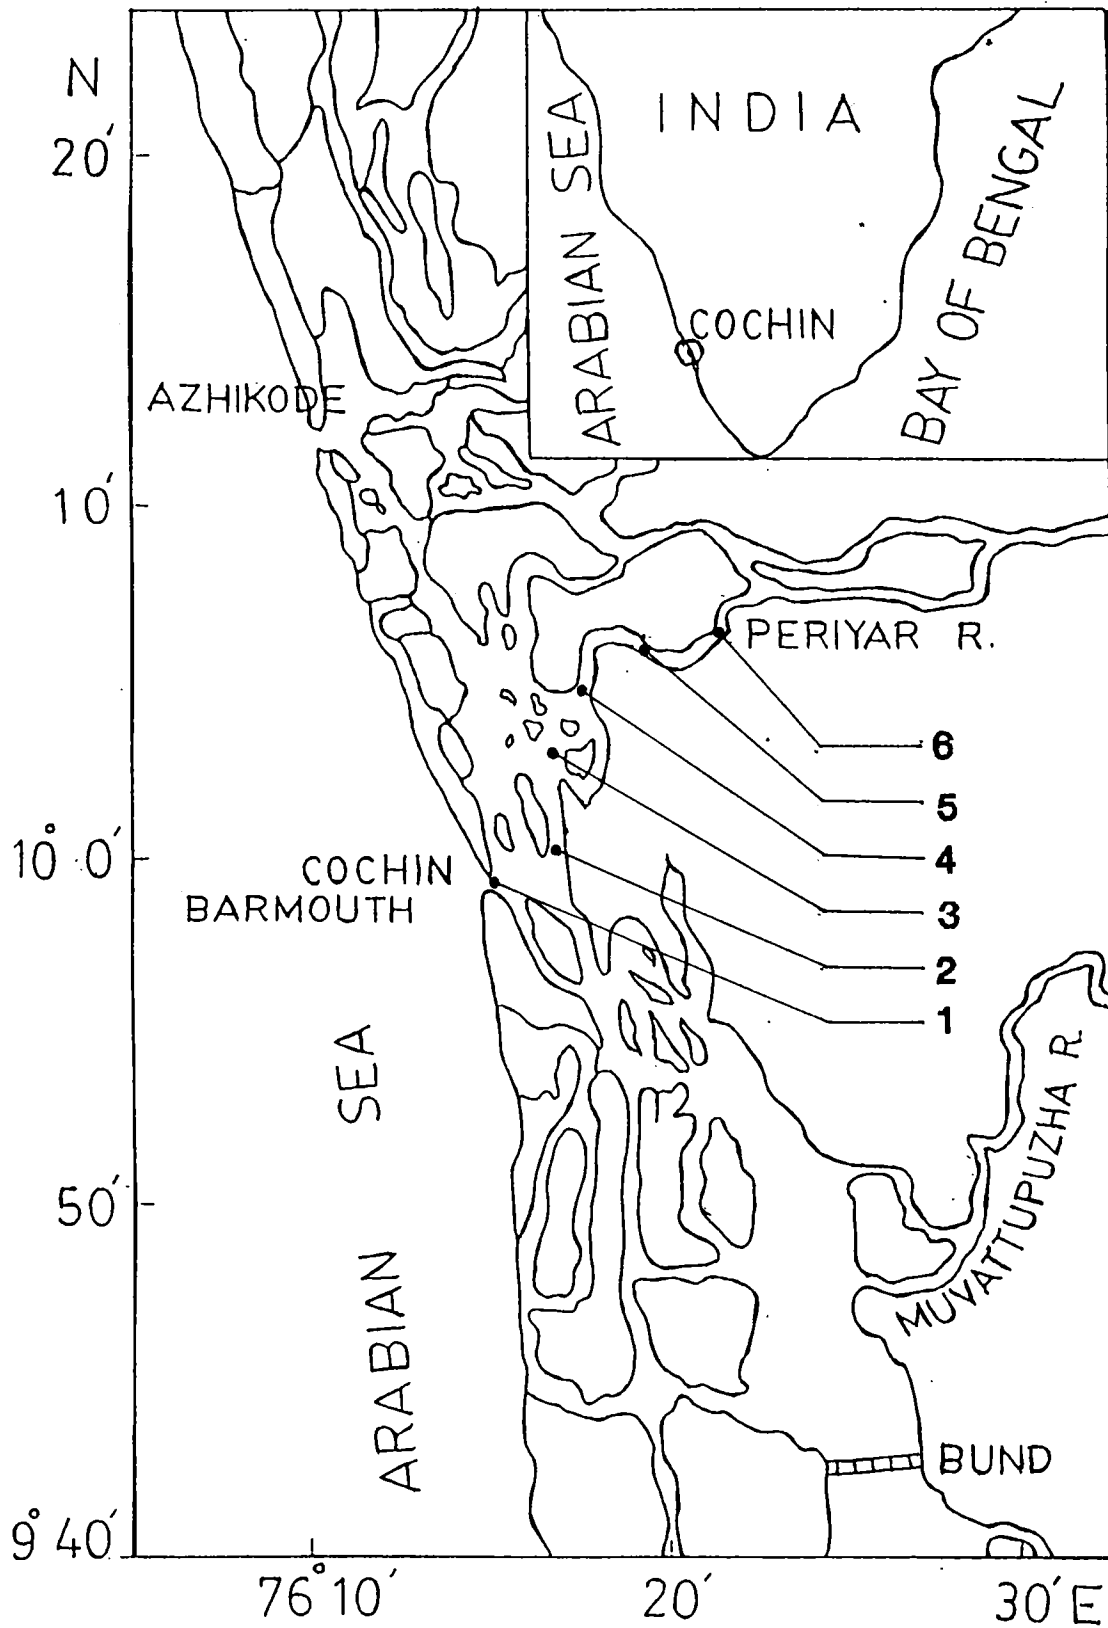 N
20′
10′
10° 0′
50′
9° 40′
76° 10′
20′
30′ E
INDIA
ARABIAN SEA
BAY OF BENGAL
COCHIN
AZHIKODE
PERIYAR R.
6
5
4
3
2
1
COCHIN
BARMOUTH
ARABIAN SEA
MUVATTUPUZHA R.
BUND